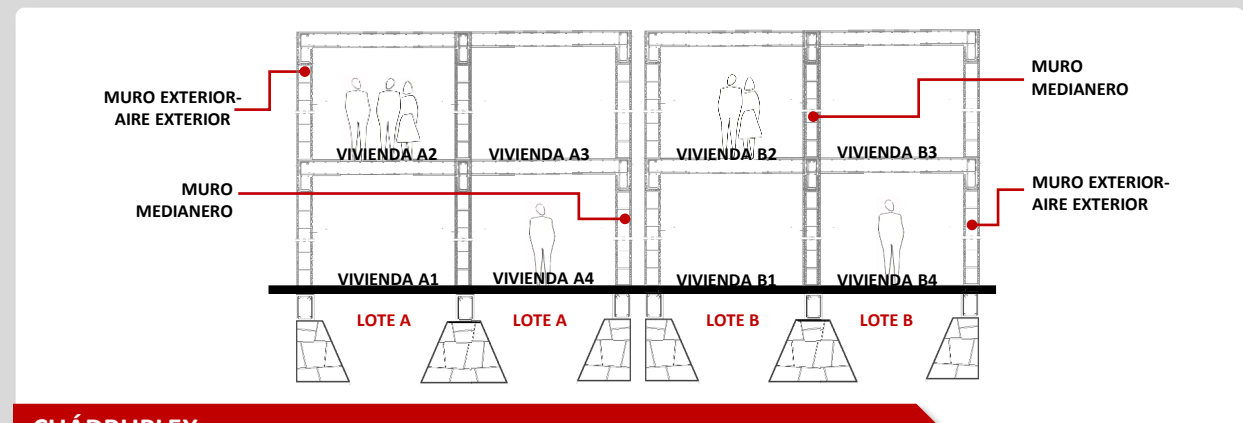 MURO EXTERIOR-
AIRE EXTERIOR
MURO
MEDIANERO
VIVIENDA A2
VIVIENDA A3
VIVIENDA B2
VIVIENDA B3
MURO
MEDIANERO
MURO EXTERIOR-
AIRE EXTERIOR
VIVIENDA A1
VIVIENDA A4
VIVIENDA B1
VIVIENDA B4
LOTE A
LOTE A
LOTE B
LOTE B